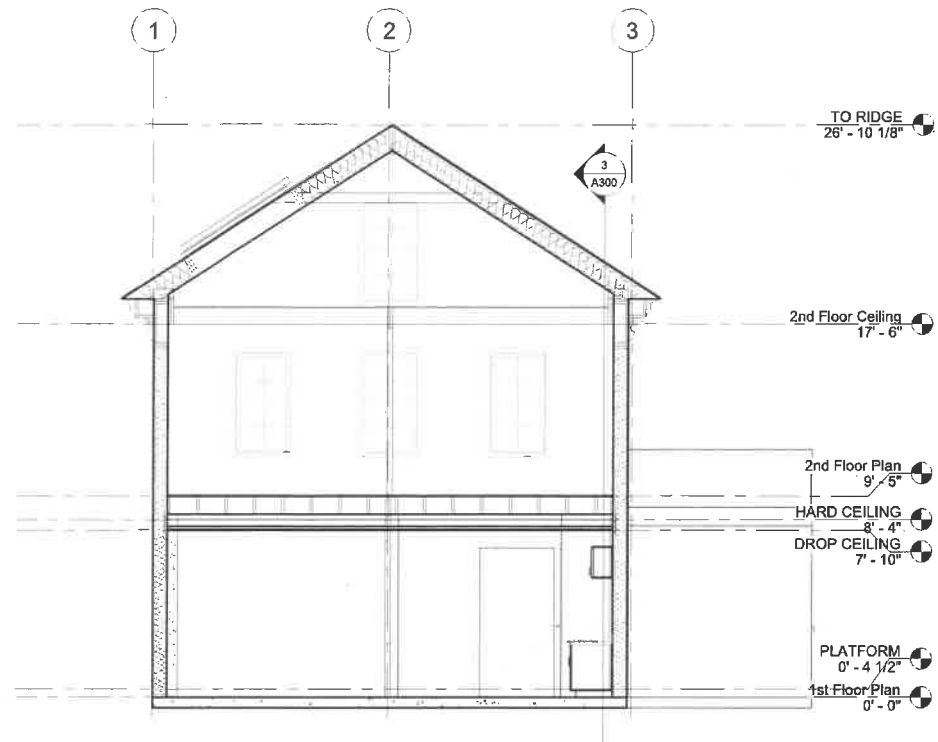 1
2
3
TO RIDGE
26' - 10 1/8"
3
A300
2nd Floor Ceiling
17' - 6"
2nd Floor Plan
9' - 5"
HARD CEILING
8' - 4"
DROP CEILING
7' - 10"
PLATFORM
0' - 4 1/2"
1st Floor Plan
0' - 0"